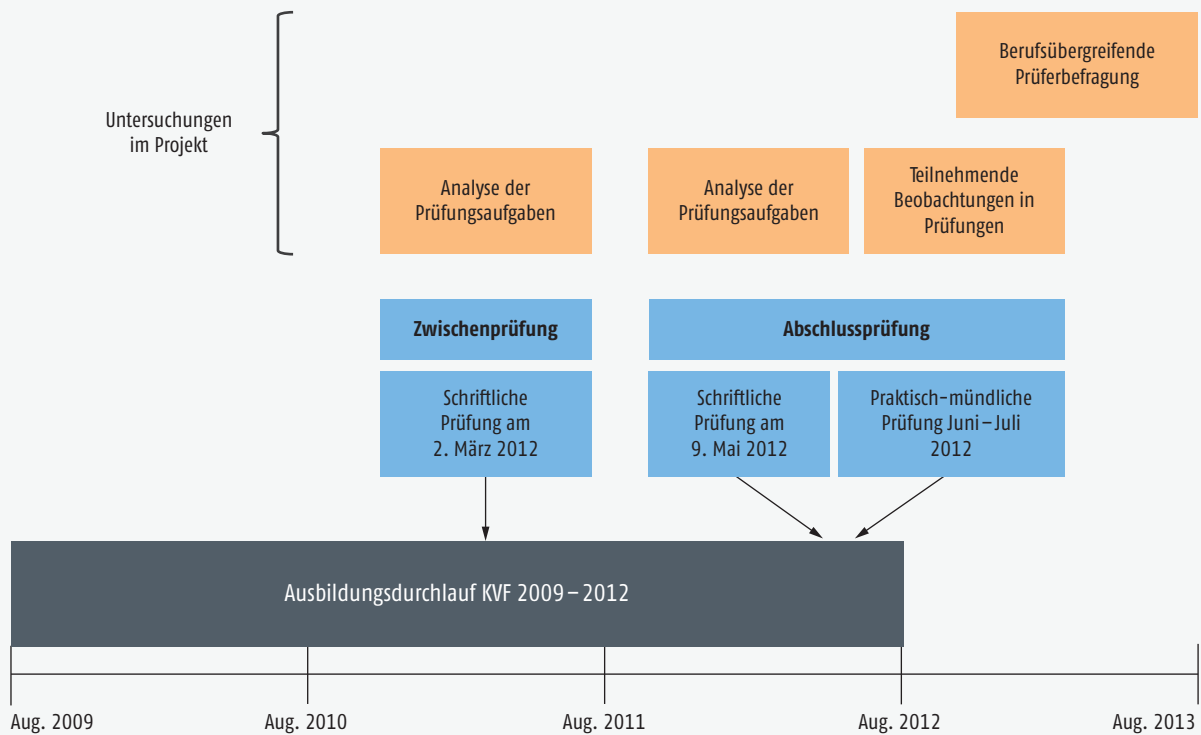 Berufsübergreifende
Prüferbefragung
Untersuchungen
im Projekt
Analyse der
Prüfungsaufgaben
Analyse der
Prüfungsaufgaben
Teilnehmende
Beobachtungen in
Prüfungen
Zwischenprüfung
Abschlussprüfung
Schriftliche
Prüfung am
2. März 2012
Schriftliche
Prüfung am
9. Mai 2012
Praktisch-mündliche
Prüfung Juni–Juli
2012
Ausbildungsdurchlauf KVF 2009–2012
Aug. 2009
Aug. 2010
Aug. 2011
Aug. 2012
Aug. 2013